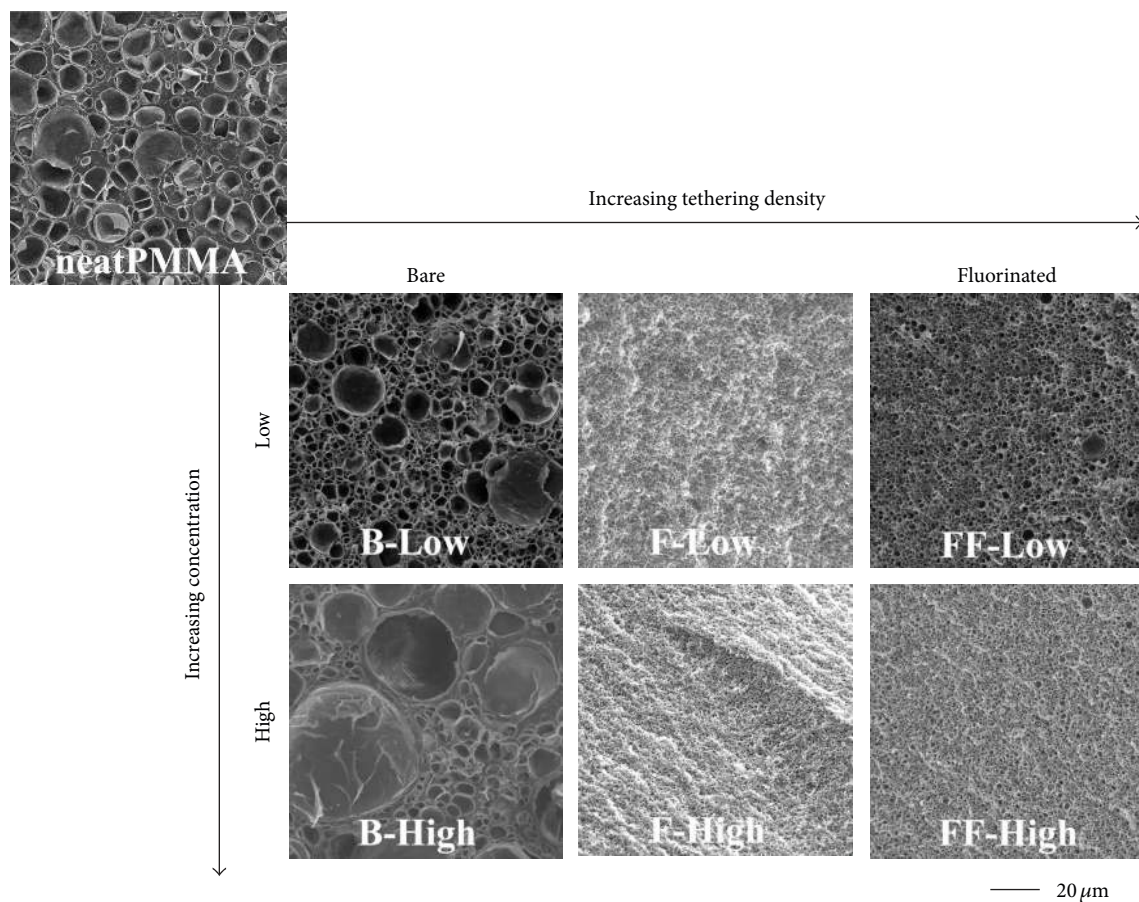 neatPMMA
Increasing tethering density
Bare
Fluorinated
Increasing concentration
Low
B-Low
F-Low
FF-Low
High
B-High
F-High
FF-High
20 μm